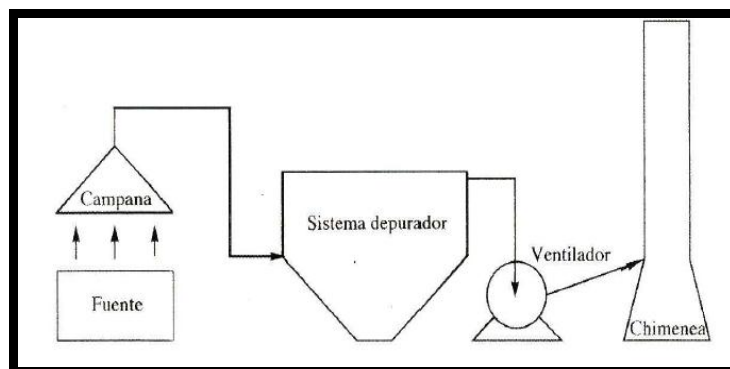 Campana
Fuente
Sistema depurador
Ventilador
Chimenea